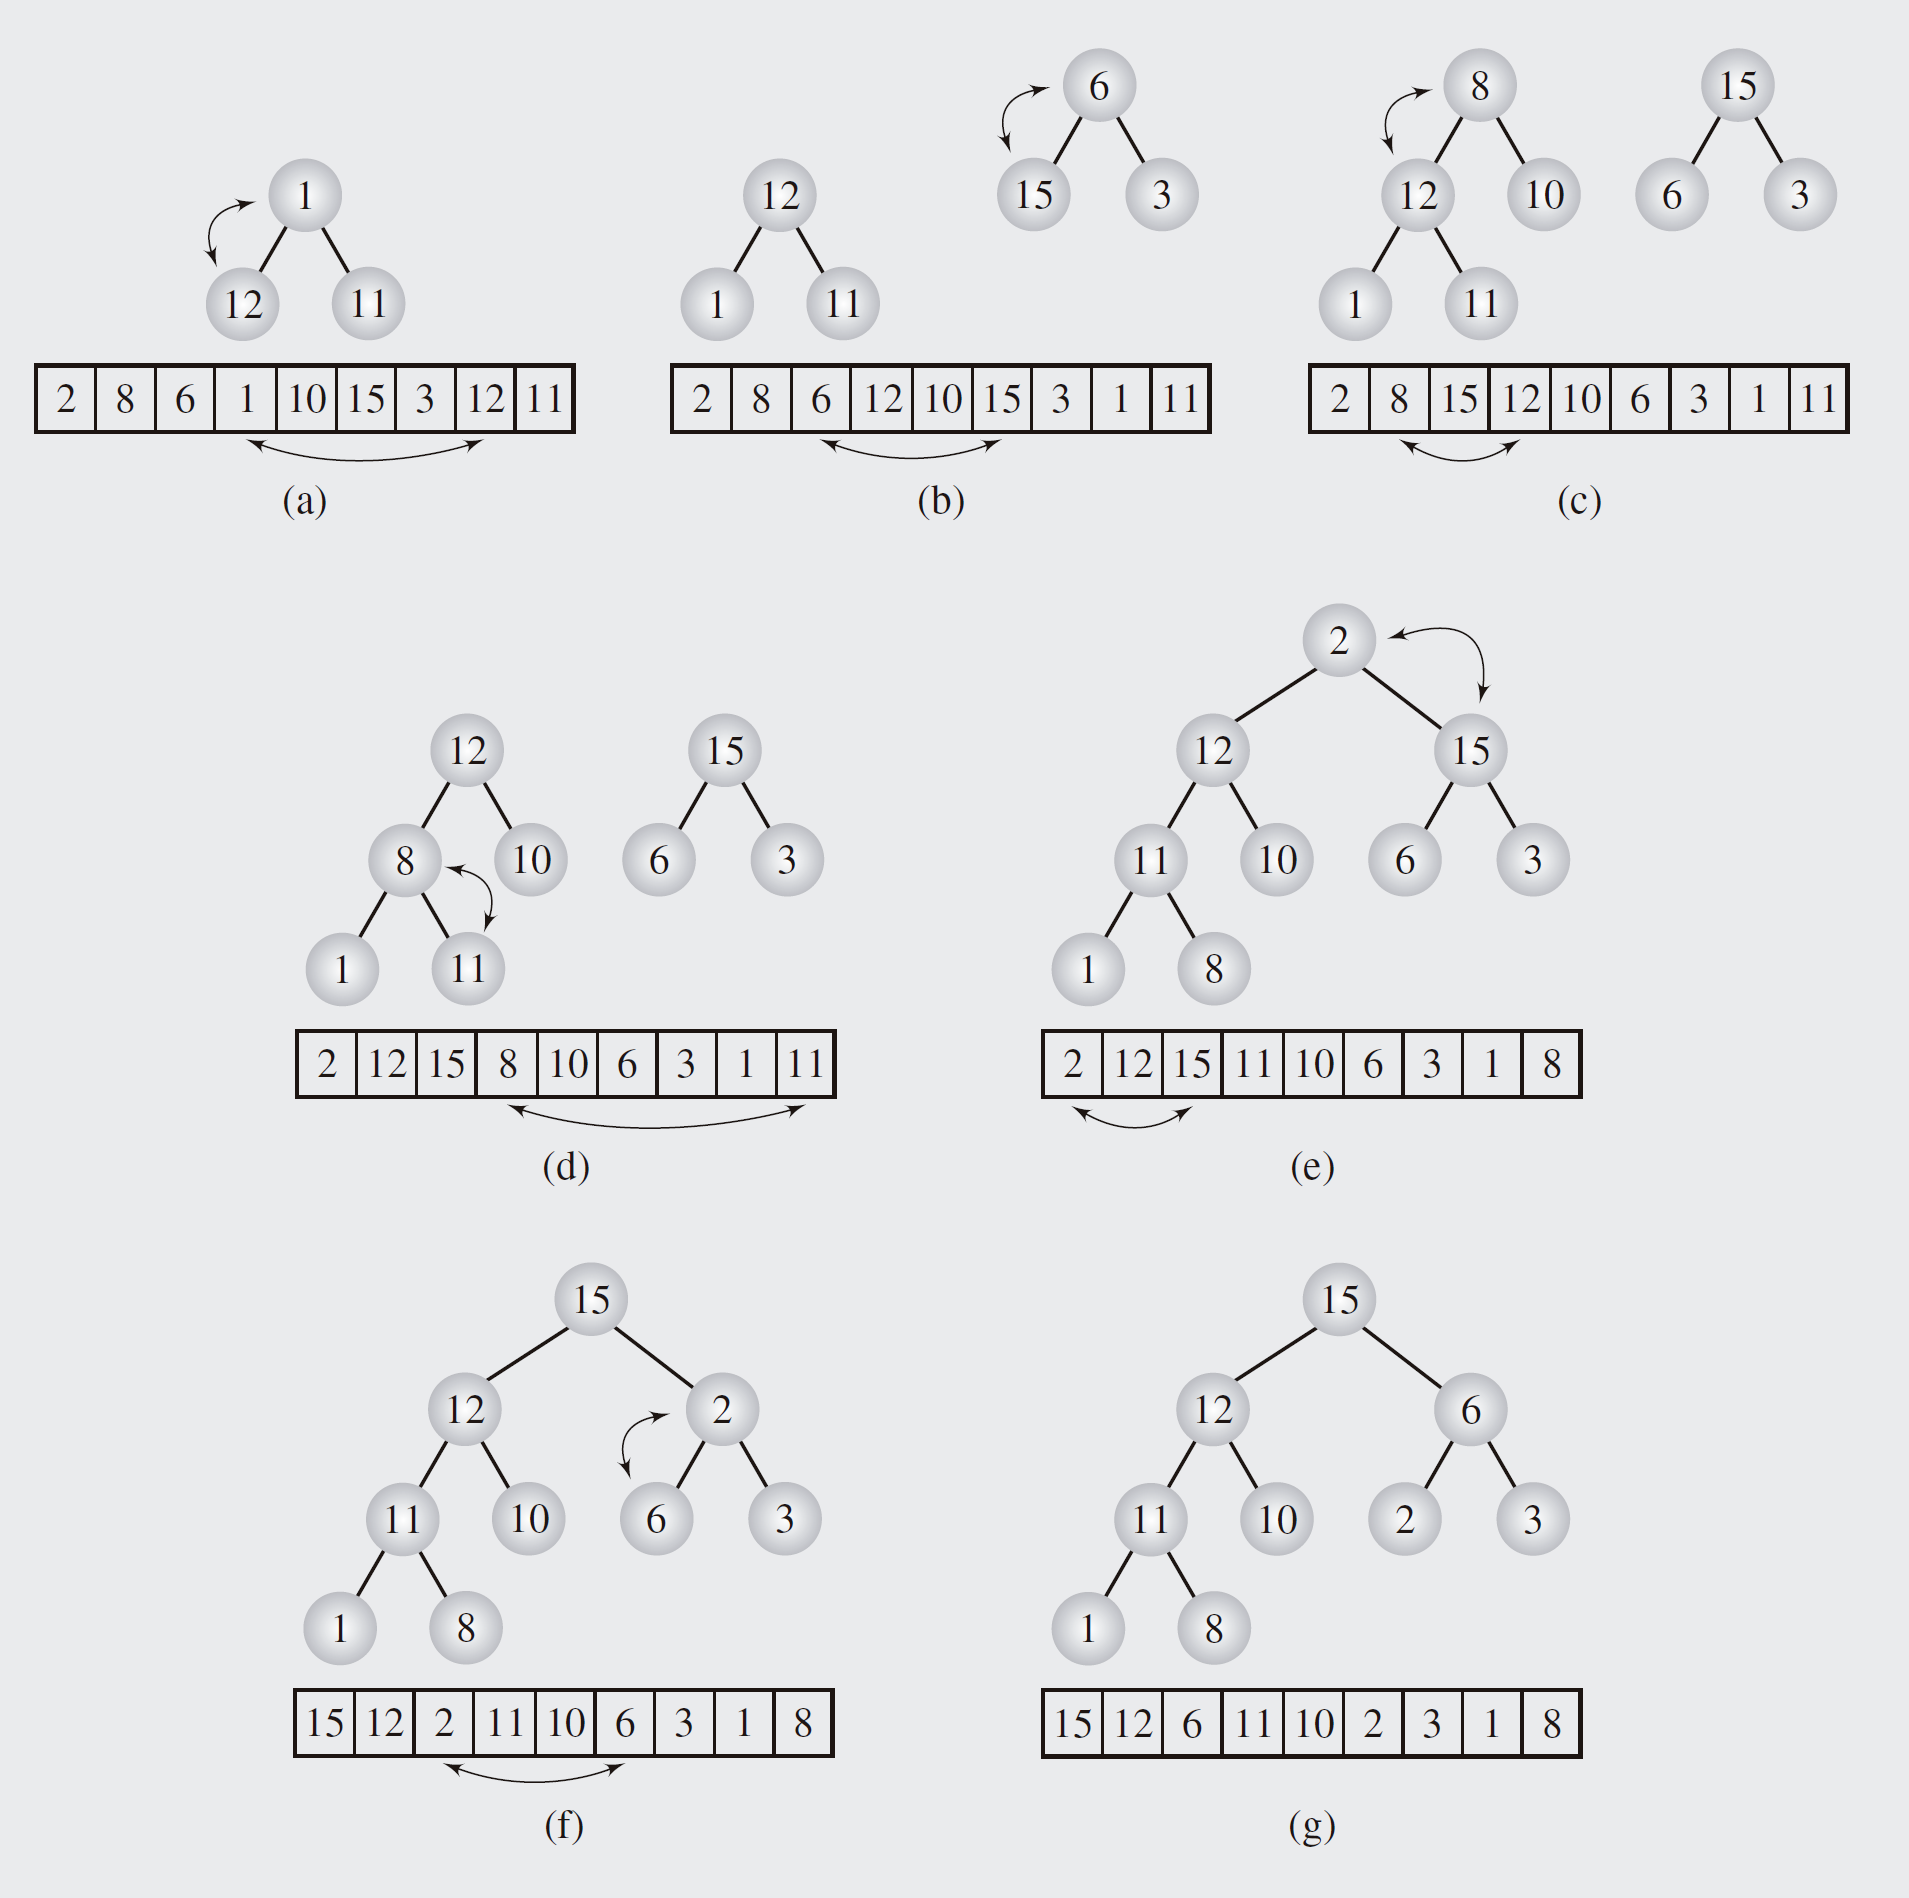 6 8 15
1 12 15 3 12 10 6 3
12 11 1 11 1 11
2 8 6 1 10 15 3 12 11
2 8 6 12 10 15 3 1 11
2 8 15 12 10 6 3 1 11
(a) (b) (c)
2
12 15 12 15
8 10 6 3 11 10 6 3
1 11 1 8
2 12 15 8 10 6 3 1 11
2 12 15 11 10 6 3 1 8
(d) (e)
15 15
12 2 12 6
11 10 6 3 11 10 2 3
1 8 1 8
15 12 2 11 10 6 3 1 8
15 12 6 11 10 2 3 1 8
(f) (g)